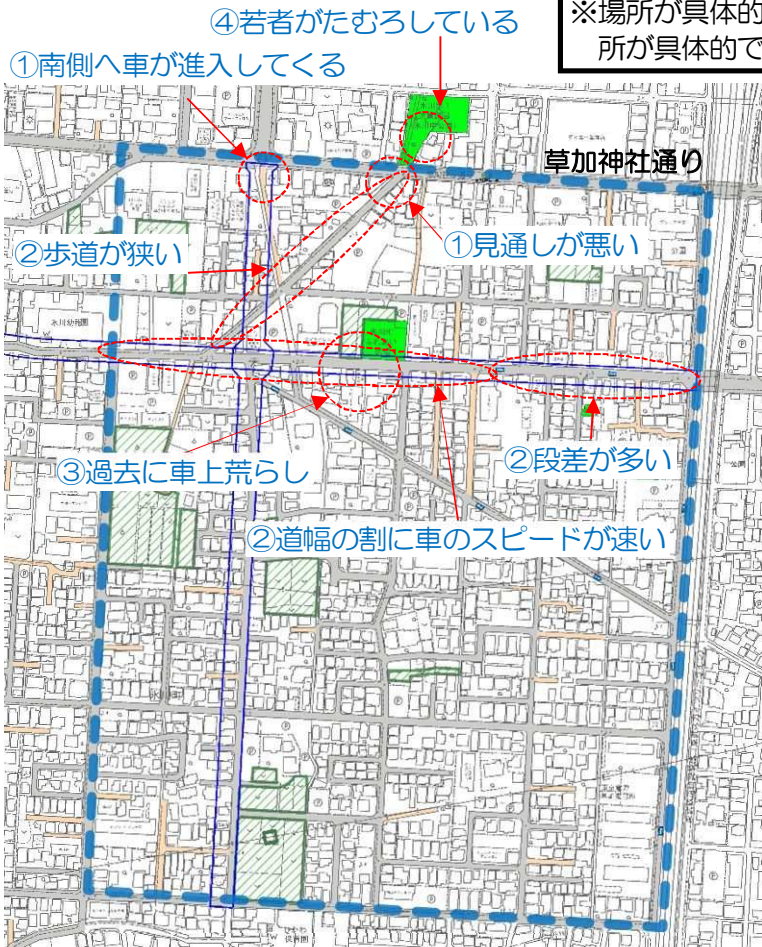 ④若者がたむろしている
※場所が具体的
所が具体的で
①南側へ車が進入してくる
草加神社通り
②歩道が狭い
①見通しが悪い
氷川幼稚園
③過去に車上荒らし
②段差が多い
②道幅の割に車のスピードが速い